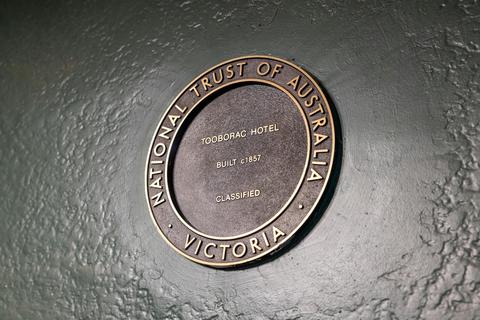 NATIONAL TRUST OF AUSTRALIA
TOOBORAC HOTEL
BUILT c1857
CLASSIFIED
· VICTORIA ·